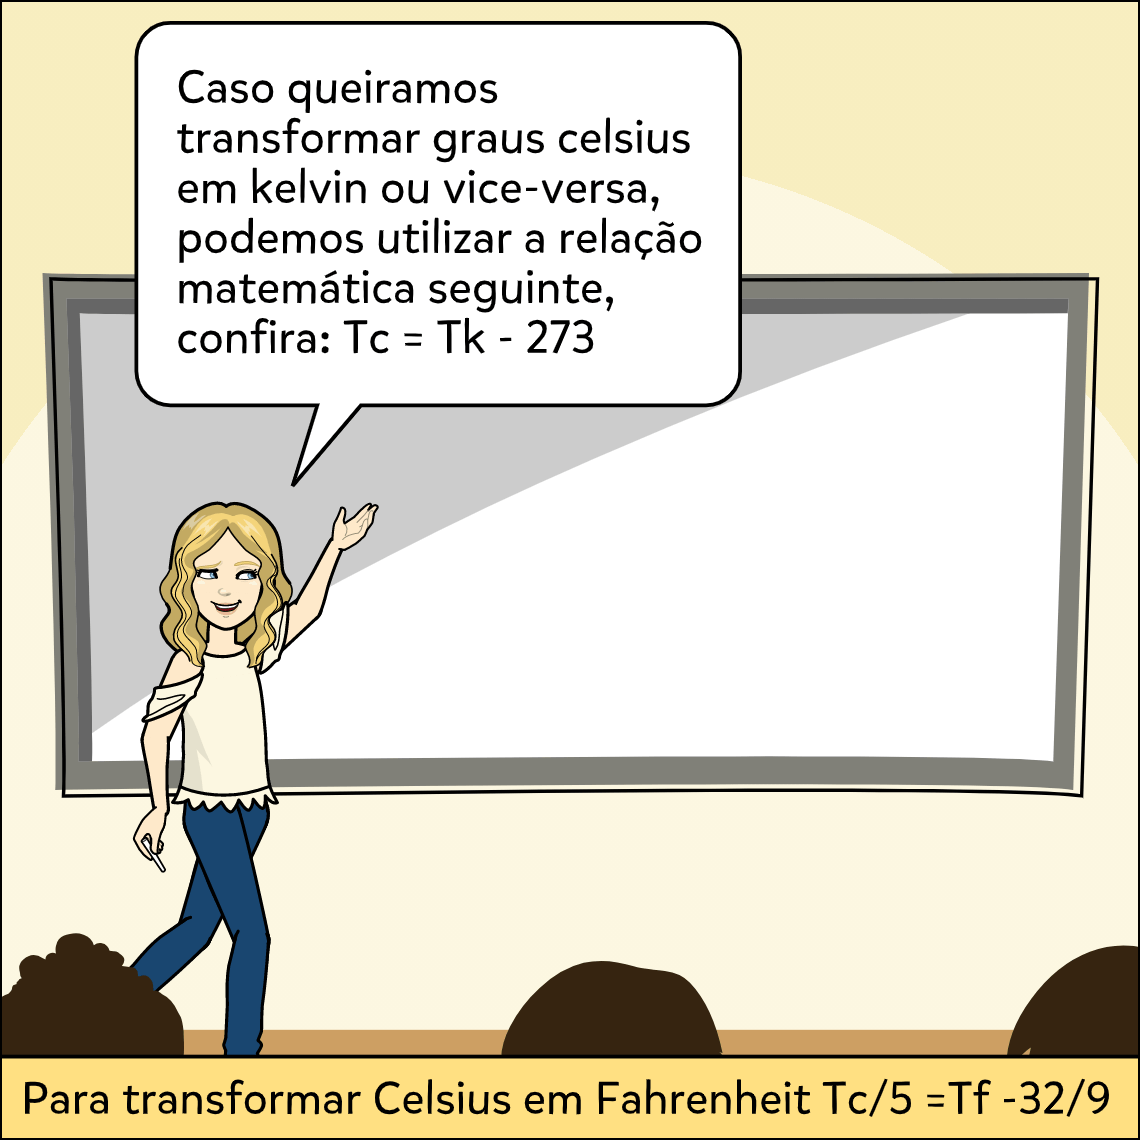 Caso queiramos
transformar graus celsius
em kelvin ou vice-versa,
podemos utilizar a relação
matemática seguinte,
confira: Tc = Tk - 273
Para transformar Celsius em Fahrenheit Tc/5 =Tf -32/9